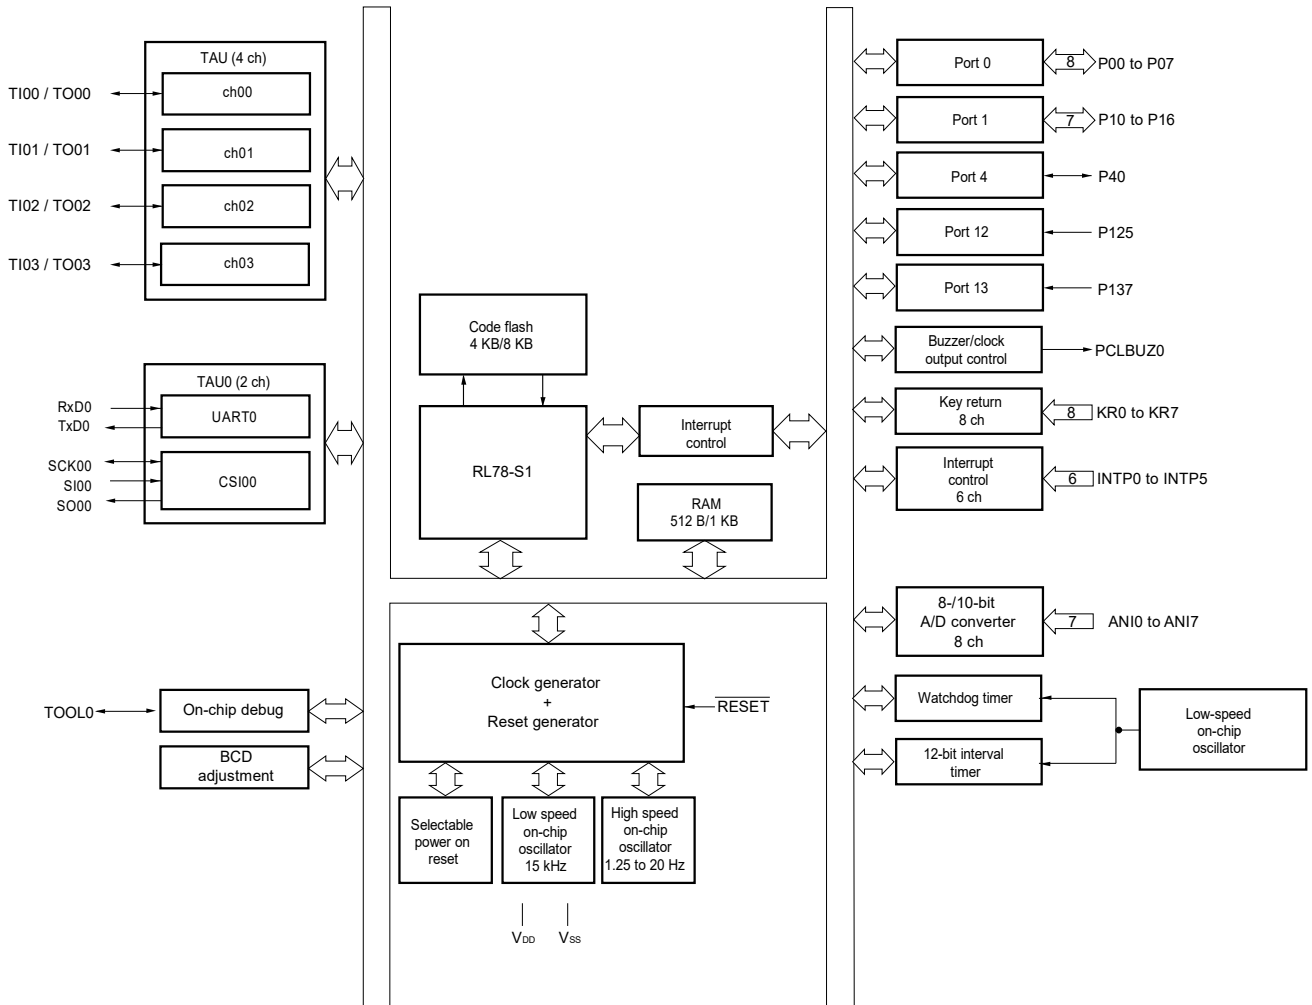 TAU (4 ch)
TI00 / TO00
ch00
TI01 / TO01
ch01
TI02 / TO02
ch02
TI03 / TO03
ch03
TAU0 (2 ch)
RxD0
TxD0
UART0
SCK00
SI00
SO00
CSI00
TOOL0
On-chip debug
BCD
adjustment
Code flash
4 KB/8 KB
RL78-S1
Interrupt
control
RAM
512 B/1 KB
Clock generator
+
Reset generator
RESET
Selectable
power on
reset
Low speed
on-chip
oscillator
15 kHz
High speed
on-chip
oscillator
1.25 to 20 Hz
VDD
VSS
Port 0
8
P00 to P07
Port 1
7
P10 to P16
Port 4
P40
Port 12
P125
Port 13
P137
Buzzer/clock
output control
PCLBUZ0
Key return
8 ch
8
KR0 to KR7
Interrupt
control
6 ch
6
INTP0 to INTP5
8-/10-bit
A/D converter
8 ch
7
ANI0 to ANI7
Watchdog timer
12-bit interval
timer
Low-speed
on-chip
oscillator